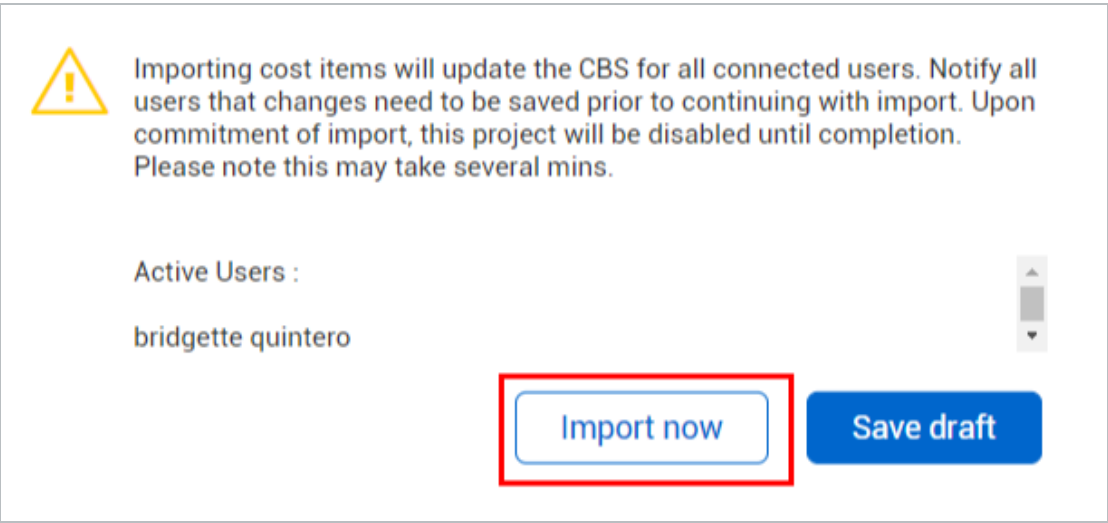 Importing cost items will update the CBS for all connected users. Notify all
users that changes need to be saved prior to continuing with import. Upon
commitment of import, this project will be disabled until completion.
Please note this may take several mins.
Active Users :
bridgette quintero
Import now
Save draft